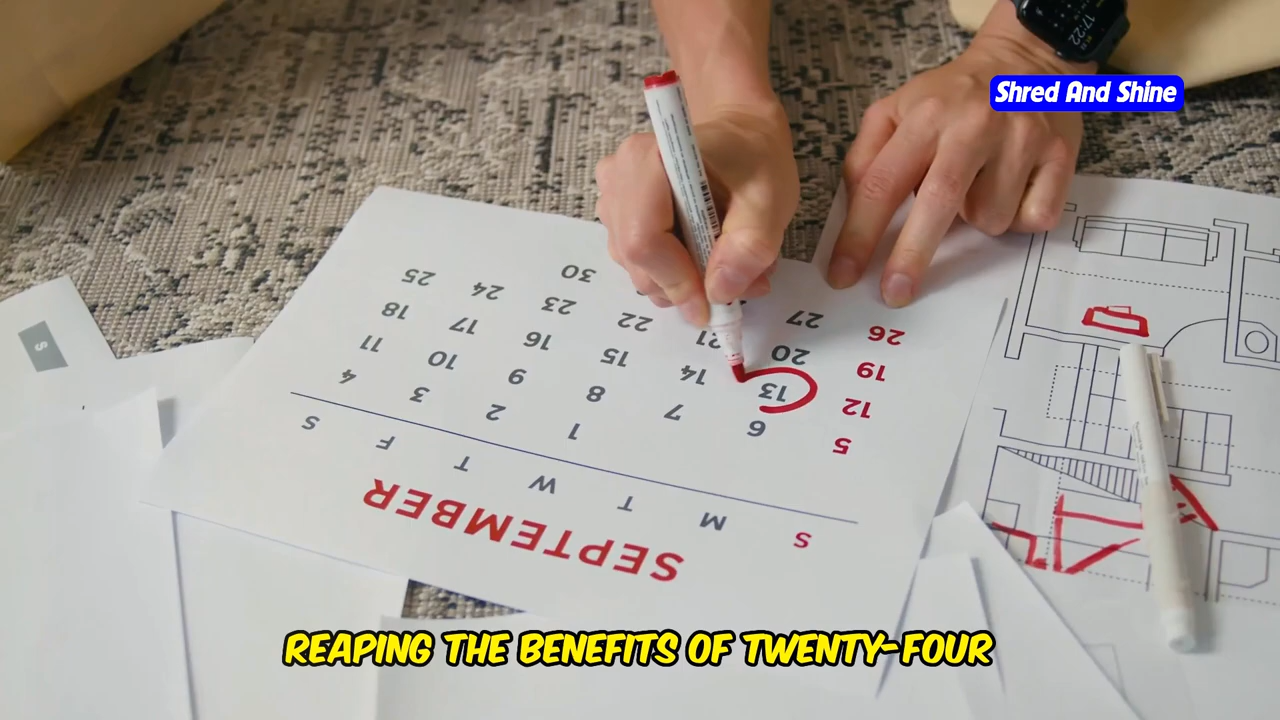 17:22
Shred And Shine
SEPTEMBER
S M T W T F S
1 2 3 4
5 6 7 8 9 10 11
12 13 14 15 16 17 18
19 20 21 22 23 24 25
26 27 30
S
REAPING THE BENEFITS OF TWENTY-FOUR